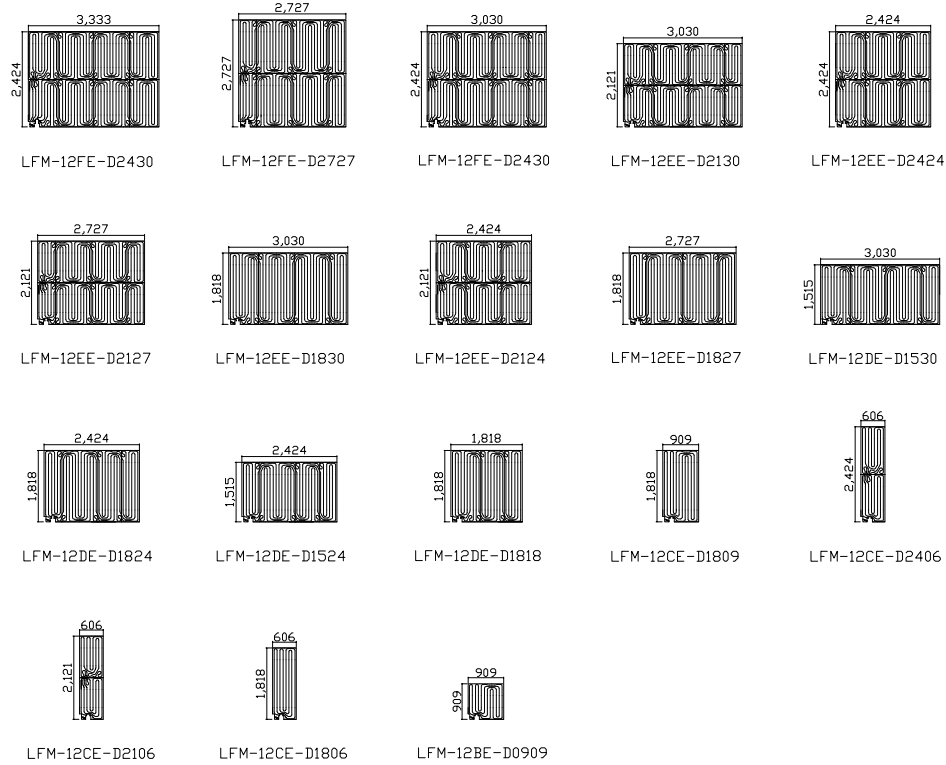 3,333
2,424
LFM-12FE-D2430
2,727
2,727
LFM-12FE-D2727
3,030
2,424
LFM-12FE-D2430
3,030
2,121
LFM-12EE-D2130
2,424
2,424
LFM-12EE-D2424
2,727
2,121
LFM-12EE-D2127
3,030
1,818
LFM-12EE-D1830
2,424
2,121
LFM-12EE-D2124
2,727
1,818
LFM-12EE-D1827
3,030
1,515
LFM-12DE-D1530
2,424
1,818
LFM-12DE-D1824
2,424
1,515
LFM-12DE-D1524
1,818
1,818
LFM-12DE-D1818
909
1,818
LFM-12CE-D1809
606
2,424
LFM-12CE-D2406
606
2,121
LFM-12CE-D2106
606
1,818
LFM-12CE-D1806
909
909
LFM-12BE-D0909